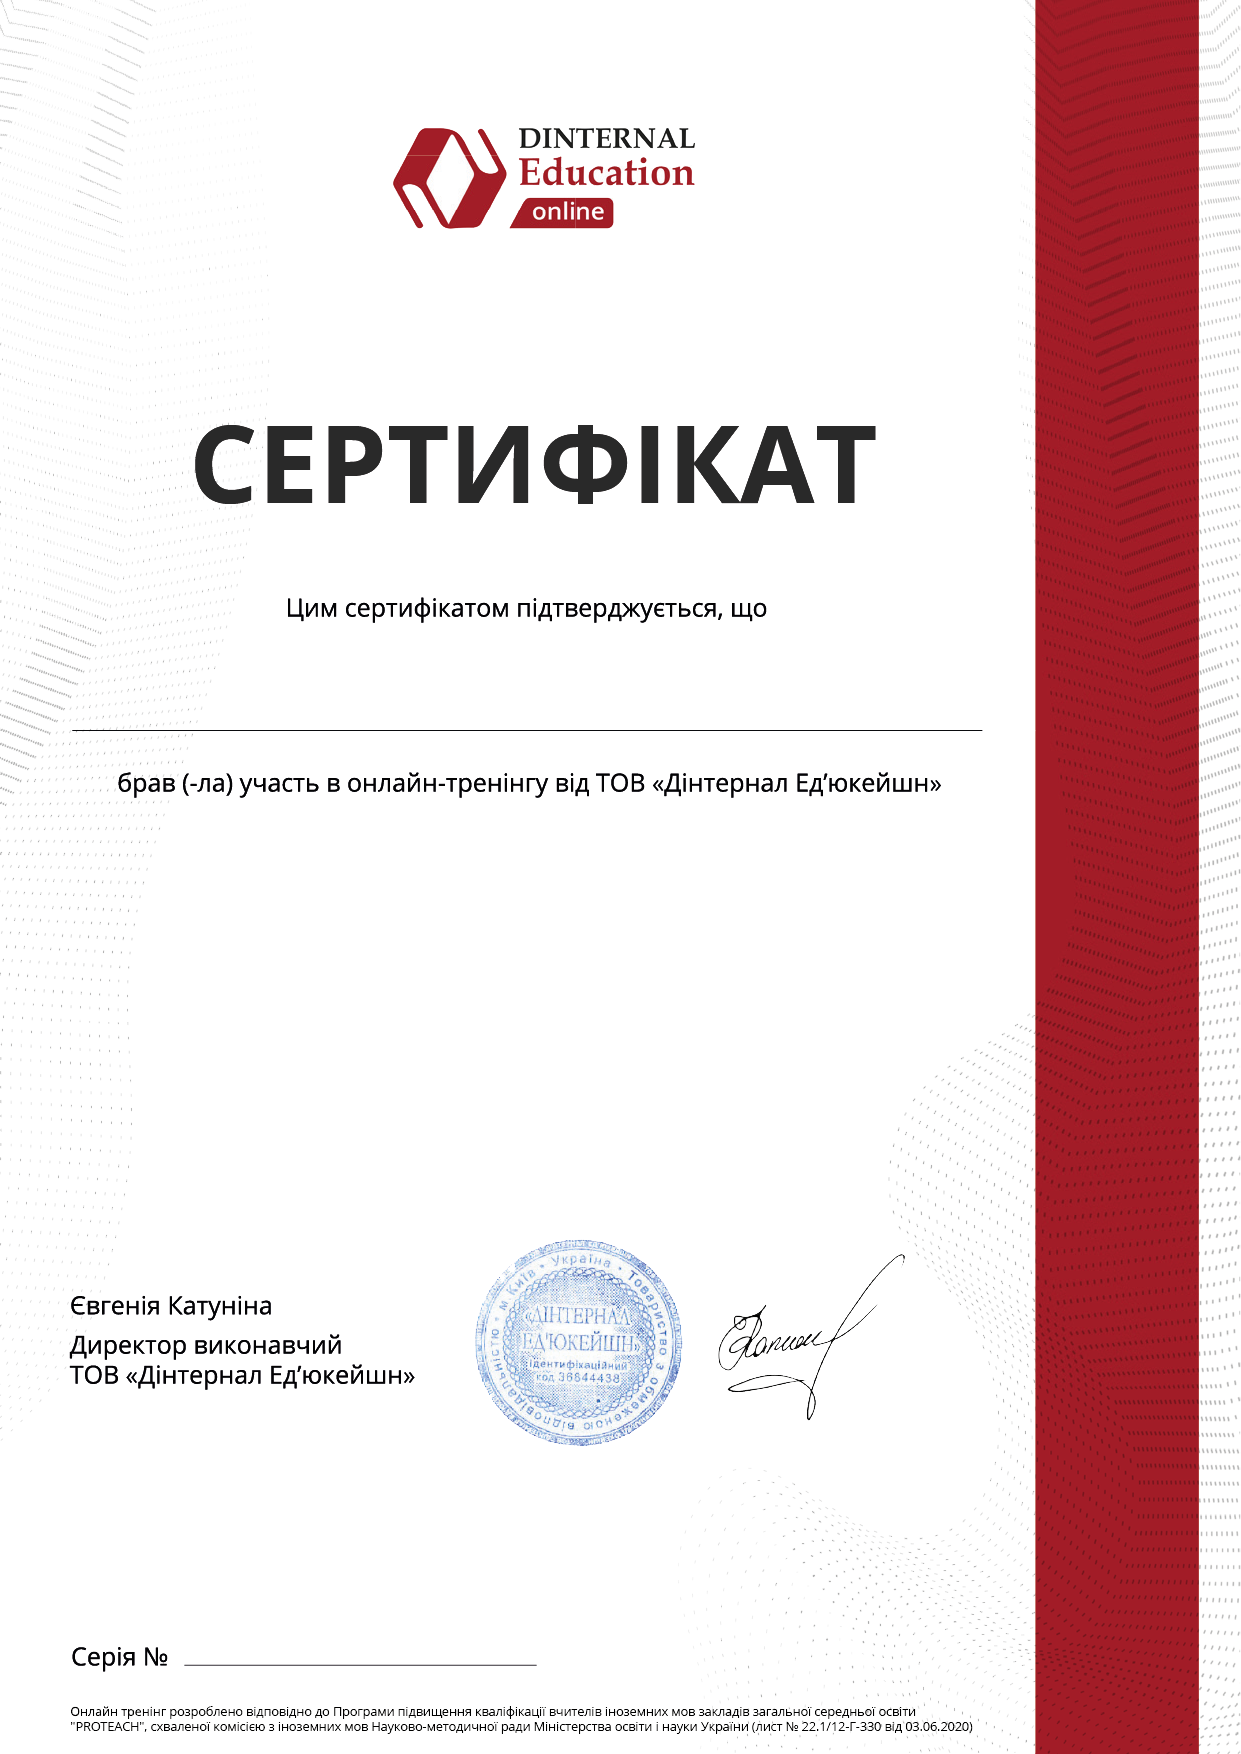 DINTERNAL
Education
online
СЕРТИФІКАТ
Цим сертифікатом підтверджується, що
брав (-ла) участь в онлайн-тренінгу від ТОВ «Дінтернал Ед’юкейшн»
Євгенія Катуніна
Директор виконавчий
ТОВ «Дінтернал Ед’юкейшн»
Україна • Товариство з обмеженою відповідальністю • м Київ •
«ДІНТЕРНАЛ
ЕД'ЮКЕЙШН»
ідентифікаційний
код 36844438
Серія №
Онлайн тренінг розроблено відповідно до Програми підвищення кваліфікації вчителів іноземних мов закладів загальної середньої освіти
"PROTEACH", схваленої комісією з іноземних мов Науково-методичної ради Міністерства освіти і науки України (лист № 22.1/12-Г-330 від 03.06.2020)